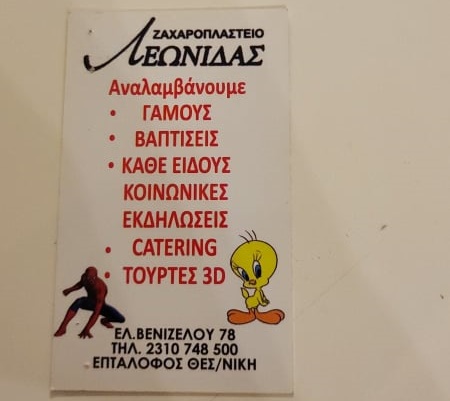 ΖΑΧΑΡΟΠΛΑΣΤΕΙΟ
ΛΕΩΝΙΔΑΣ
Αναλαμβάνουμε
• ΓΑΜΟΥΣ
• ΒΑΠΤΙΣΕΙΣ
• ΚΑΘΕ ΕΙΔΟΥΣ
ΚΟΙΝΩΝΙΚΕΣ
ΕΚΔΗΛΩΣΕΙΣ
• CATERING
• ΤΟΥΡΤΕΣ 3D
ΕΛ.ΒΕΝΙΖΕΛΟΥ 78
ΤΗΛ. 2310 748 500
ΕΠΤΑΛΟΦΟΣ ΘΕΣ/ΝΙΚΗ